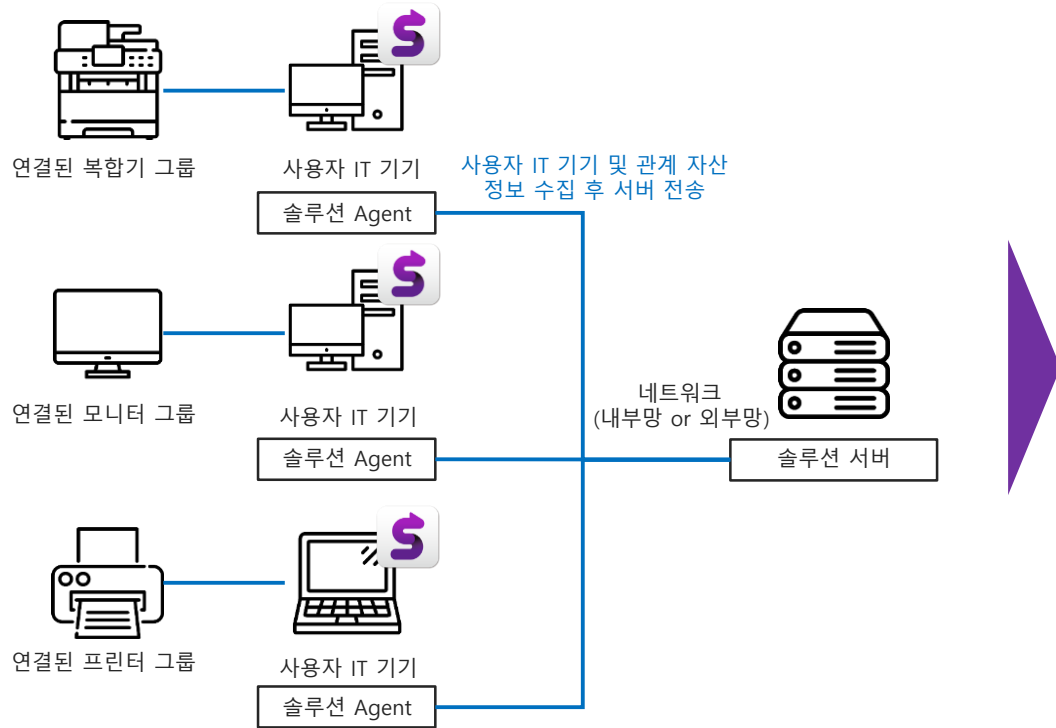 연결된 복합기 그룹
사용자 IT 기기
솔루션 Agent
사용자 IT 기기 및 관계 자산
정보 수집 후 서버 전송
연결된 모니터 그룹
사용자 IT 기기
솔루션 Agent
네트워크
(내부망 or 외부망)
솔루션 서버
연결된 프린터 그룹
사용자 IT 기기
솔루션 Agent